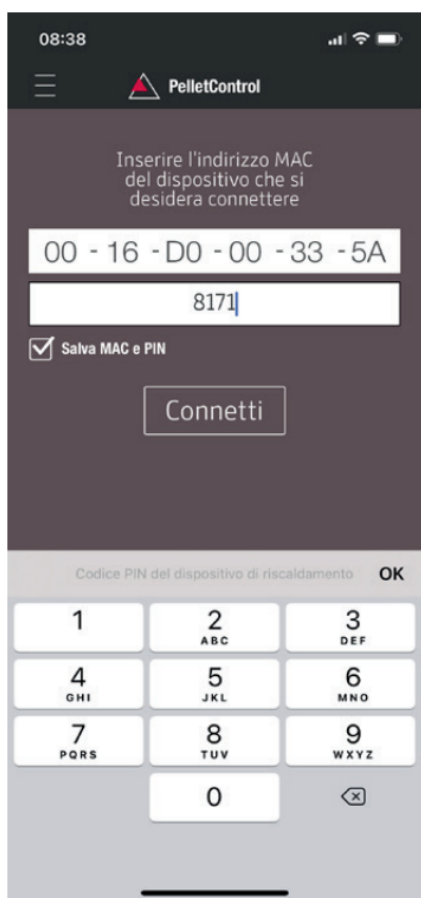 08:38
PelletControl
Inserire l'indirizzo MAC
del dispositivo che si
desidera connettere
00 - 16 - D0 - 00 - 33 - 5A
8171
Salva MAC e PIN
Connetti
Codice PIN del dispositivo di riscaldamento OK
1 2 3
ABC DEF
4 5 6
GHI JKL MNO
7 8 9
PQRS TUV WXYZ
0